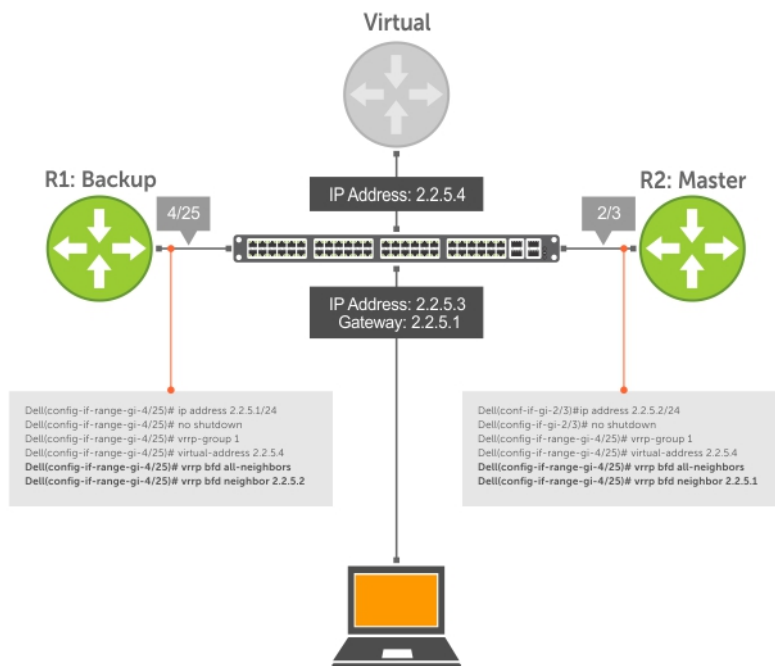 Virtual
R1: Backup
4/25
IP Address: 2.2.5.4
R2: Master
2/3
IP Address: 2.2.5.3
Gateway: 2.2.5.1
Dell(config-if-range-gi-4/25)# ip address 2.2.5.1/24
Dell(config-if-range-gi-4/25)# no shutdown
Dell(config-if-range-gi-4/25)# vrrp-group 1
Dell(config-if-range-gi-4/25)# virtual-address 2.2.5.4
Dell(config-if-range-gi-4/25)# vrrp bfd all-neighbors
Dell(config-if-range-gi-4/25)# vrrp bfd neighbor 2.2.5.2
Dell(conf-if-gi-2/3)#ip address 2.2.5.2/24
Dell(config-if-gi-2/3)# no shutdown
Dell(config-if-range-gi-4/25)# vrrp-group 1
Dell(config-if-range-gi-4/25)# virtual-address 2.2.5.4
Dell(config-if-range-gi-4/25)# vrrp bfd all-neighbors
Dell(config-if-range-gi-4/25)# vrrp bfd neighbor 2.2.5.1